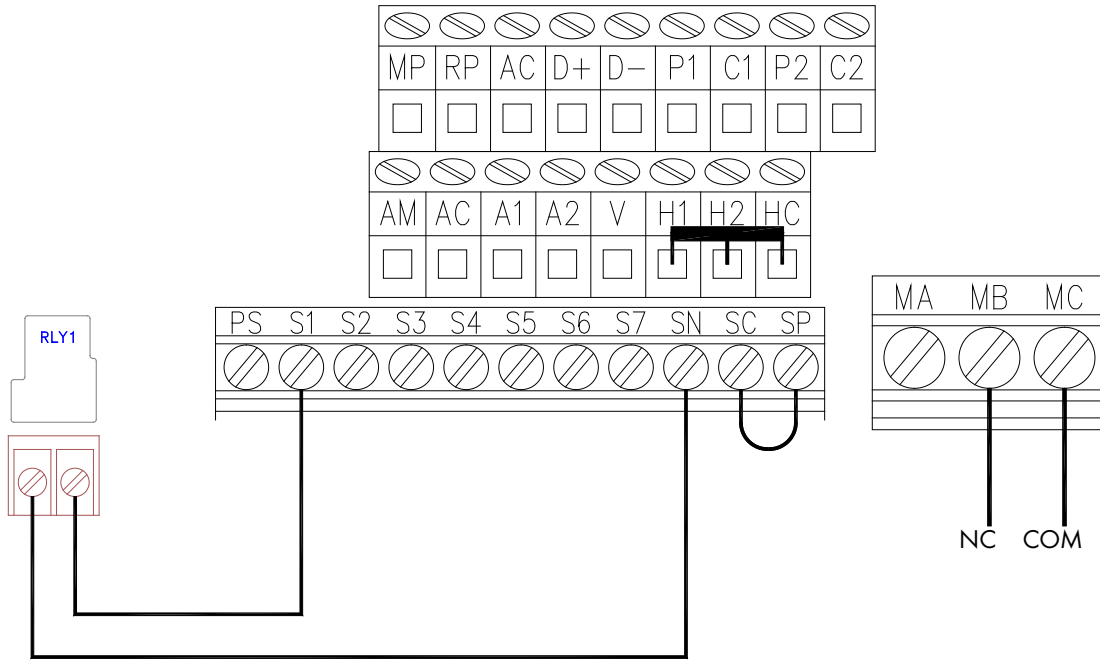 MP RP AC D+ D− P1 C1 P2 C2
AM AC A1 A2 V H1 H2 HC
MA MB MC
PS S1 S2 S3 S4 S5 S6 S7 SN SC SP
RLY1
NC COM